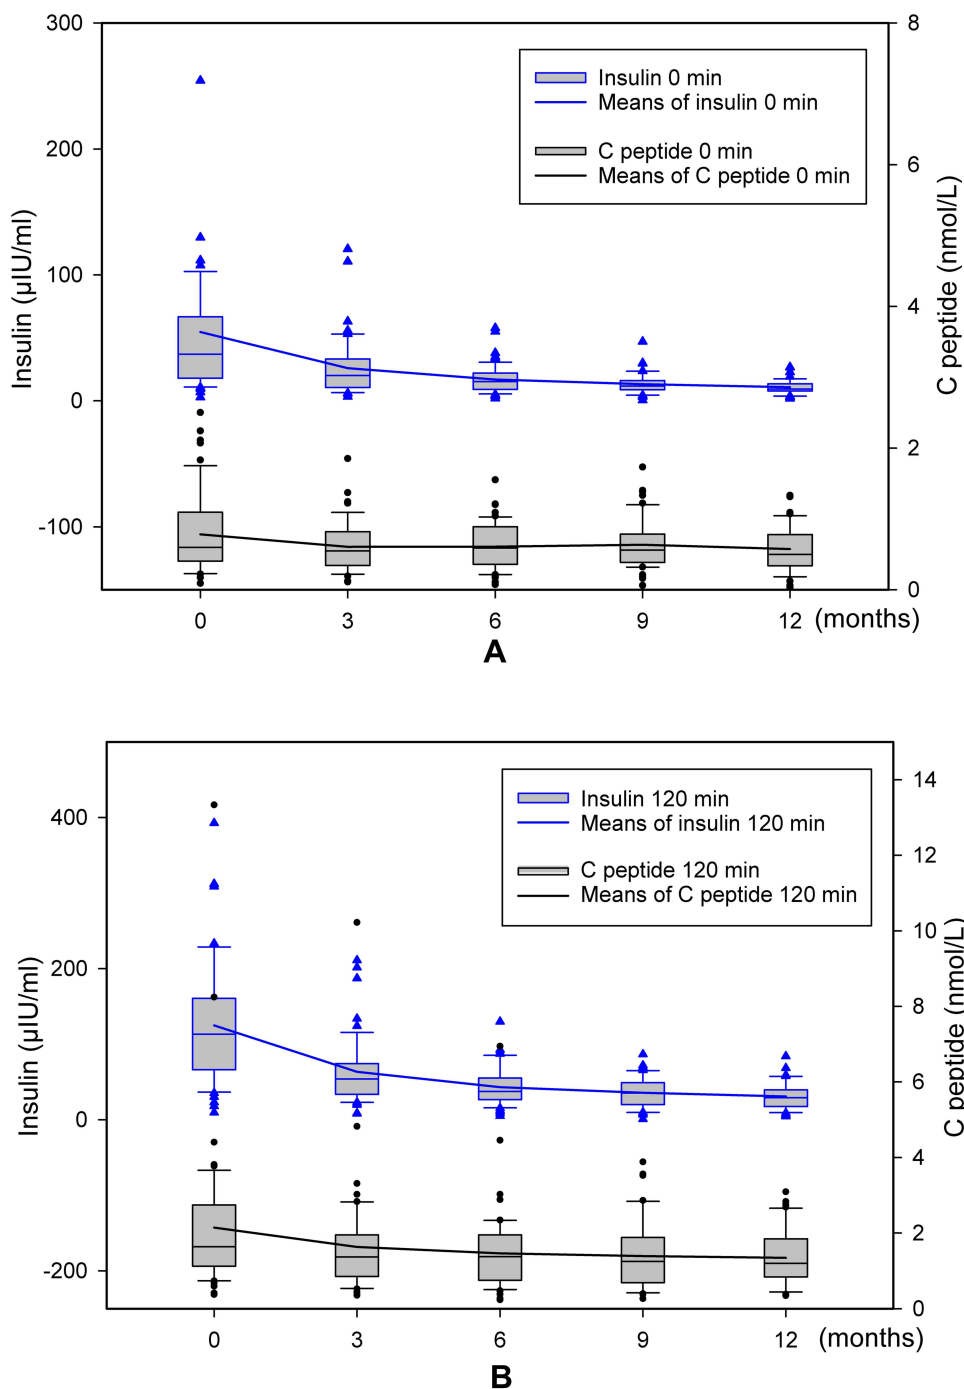 300
200
100
0
-100
8
6
4
2
0
Insulin (µIU/ml)
C peptide (nmol/L)
Insulin 0 min
Means of insulin 0 min
C peptide 0 min
Means of C peptide 0 min
0 3 6 9 12 (months)
A
400
200
0
-200
14
12
10
8
6
4
2
0
Insulin (µIU/ml)
C peptide (nmol/L)
Insulin 120 min
Means of insulin 120 min
C peptide 120 min
Means of C peptide 120 min
0 3 6 9 12 (months)
B